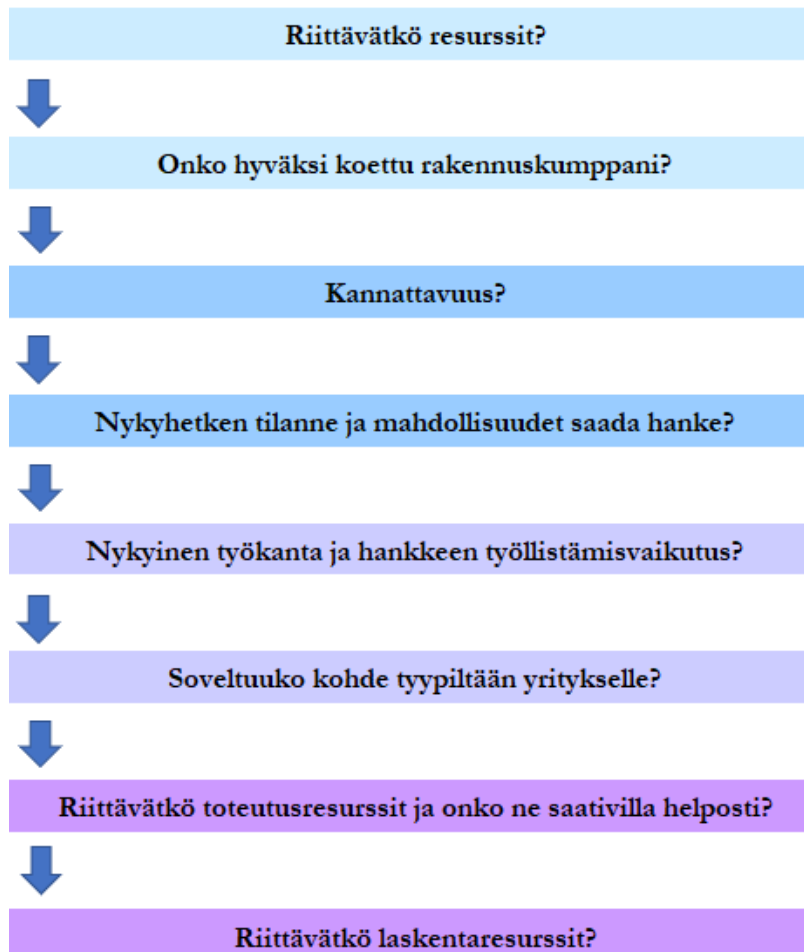 Riittävätkö resurssit?
Onko hyväksi koettu rakennuskumppani?
Kannattavuus?
Nykyhetken tilanne ja mahdollisuudet saada hanke?
Nykyinen työkanta ja hankkeen työllistämisvaikutus?
Soveltuuko kohde tyypiltään yritykselle?
Riittävätkö toteutusresurssit ja onko ne saativilla helposti?
Riittävätkö laskentaresurssit?